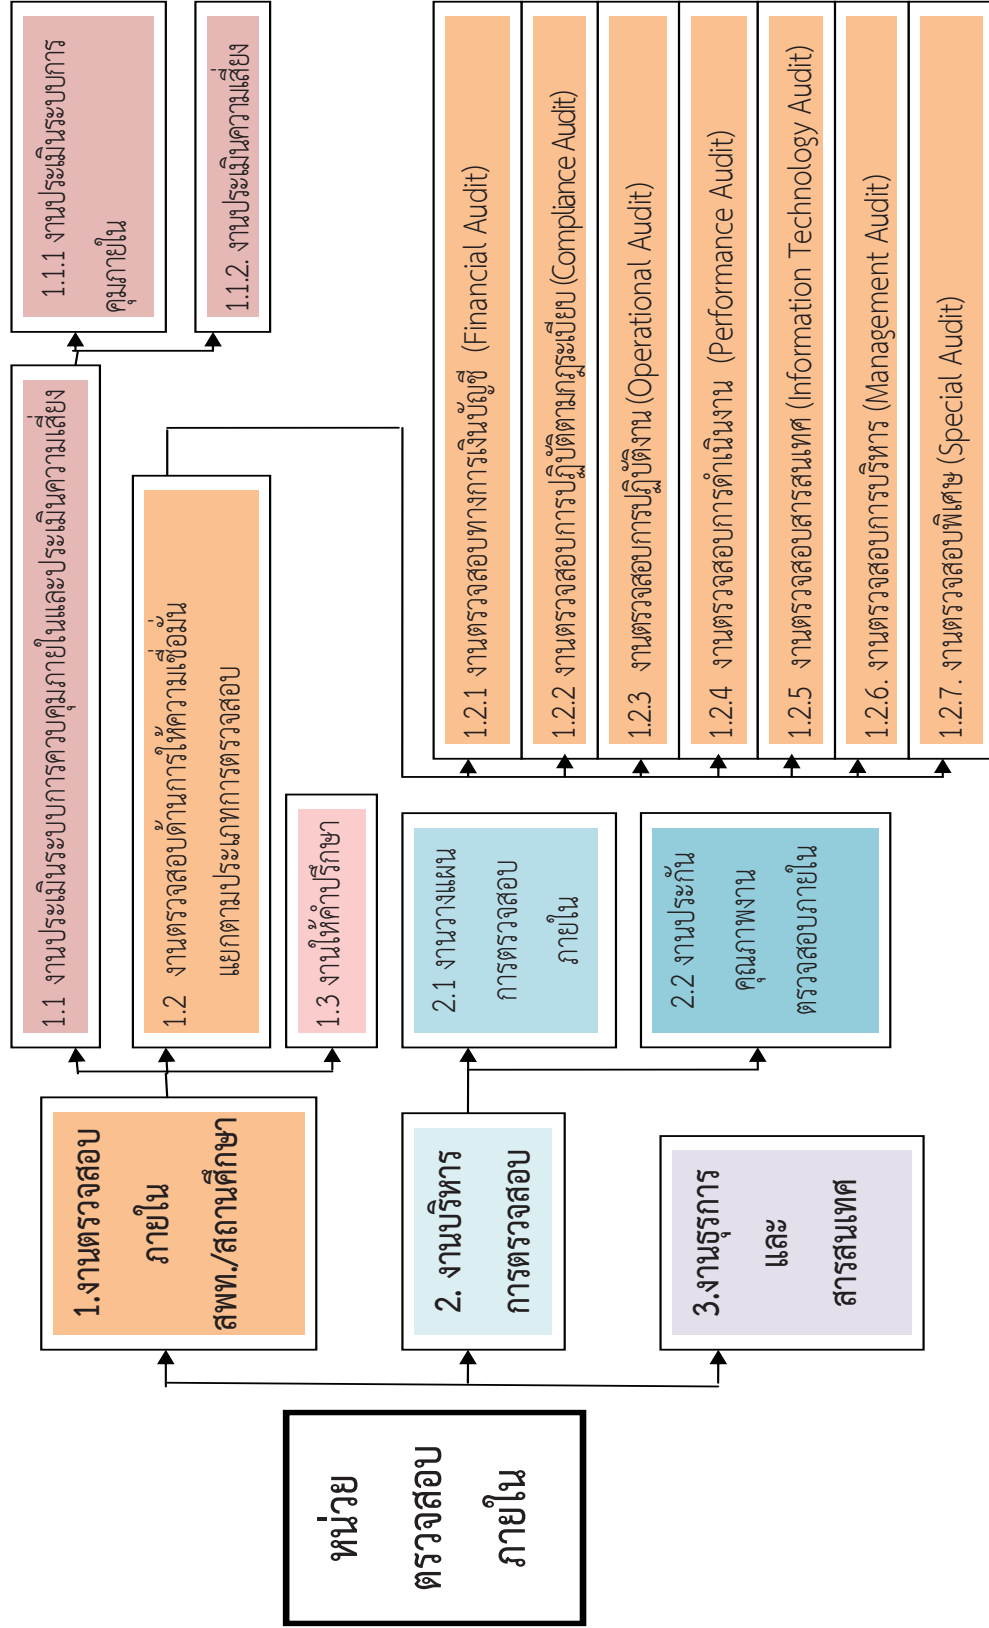 หน่วย
ตรวจสอบ
ภายใน
1.งานตรวจสอบ
ภายใน
สพท./สถานศึกษา
2. งานบริหาร
การตรวจสอบ
3.งานธุรการ
และ
สารสนเทศ
1.1 งานประเมินระบบการควบคุมภายในและประเมินความเสี่ยง
1.2 งานตรวจสอบด้านการให้ความเชื่อมั่น
แยกตามประเภทการตรวจสอบ
1.3 งานให้คำปรึกษา
2.1 งานวางแผน
การตรวจสอบ
ภายใน
2.2 งานประกัน
คุณภาพงาน
ตรวจสอบภายใน
1.1.1 งานประเมินระบบการ
คุมภายใน
1.1.2. งานประเมินความเสี่ยง
1.2.1 งานตรวจสอบทางการเงินบัญชี (Financial Audit)
1.2.2 งานตรวจสอบการปฏิบัติตามกฎระเบียบ (Compliance Audit)
1.2.3 งานตรวจสอบการปฏิบัติงาน (Operational Audit)
1.2.4 งานตรวจสอบการดำเนินงาน (Performance Audit)
1.2.5 งานตรวจสอบสารสนเทศ (Information Technology Audit)
1.2.6. งานตรวจสอบการบริหาร (Management Audit)
1.2.7. งานตรวจสอบพิเศษ (Special Audit)